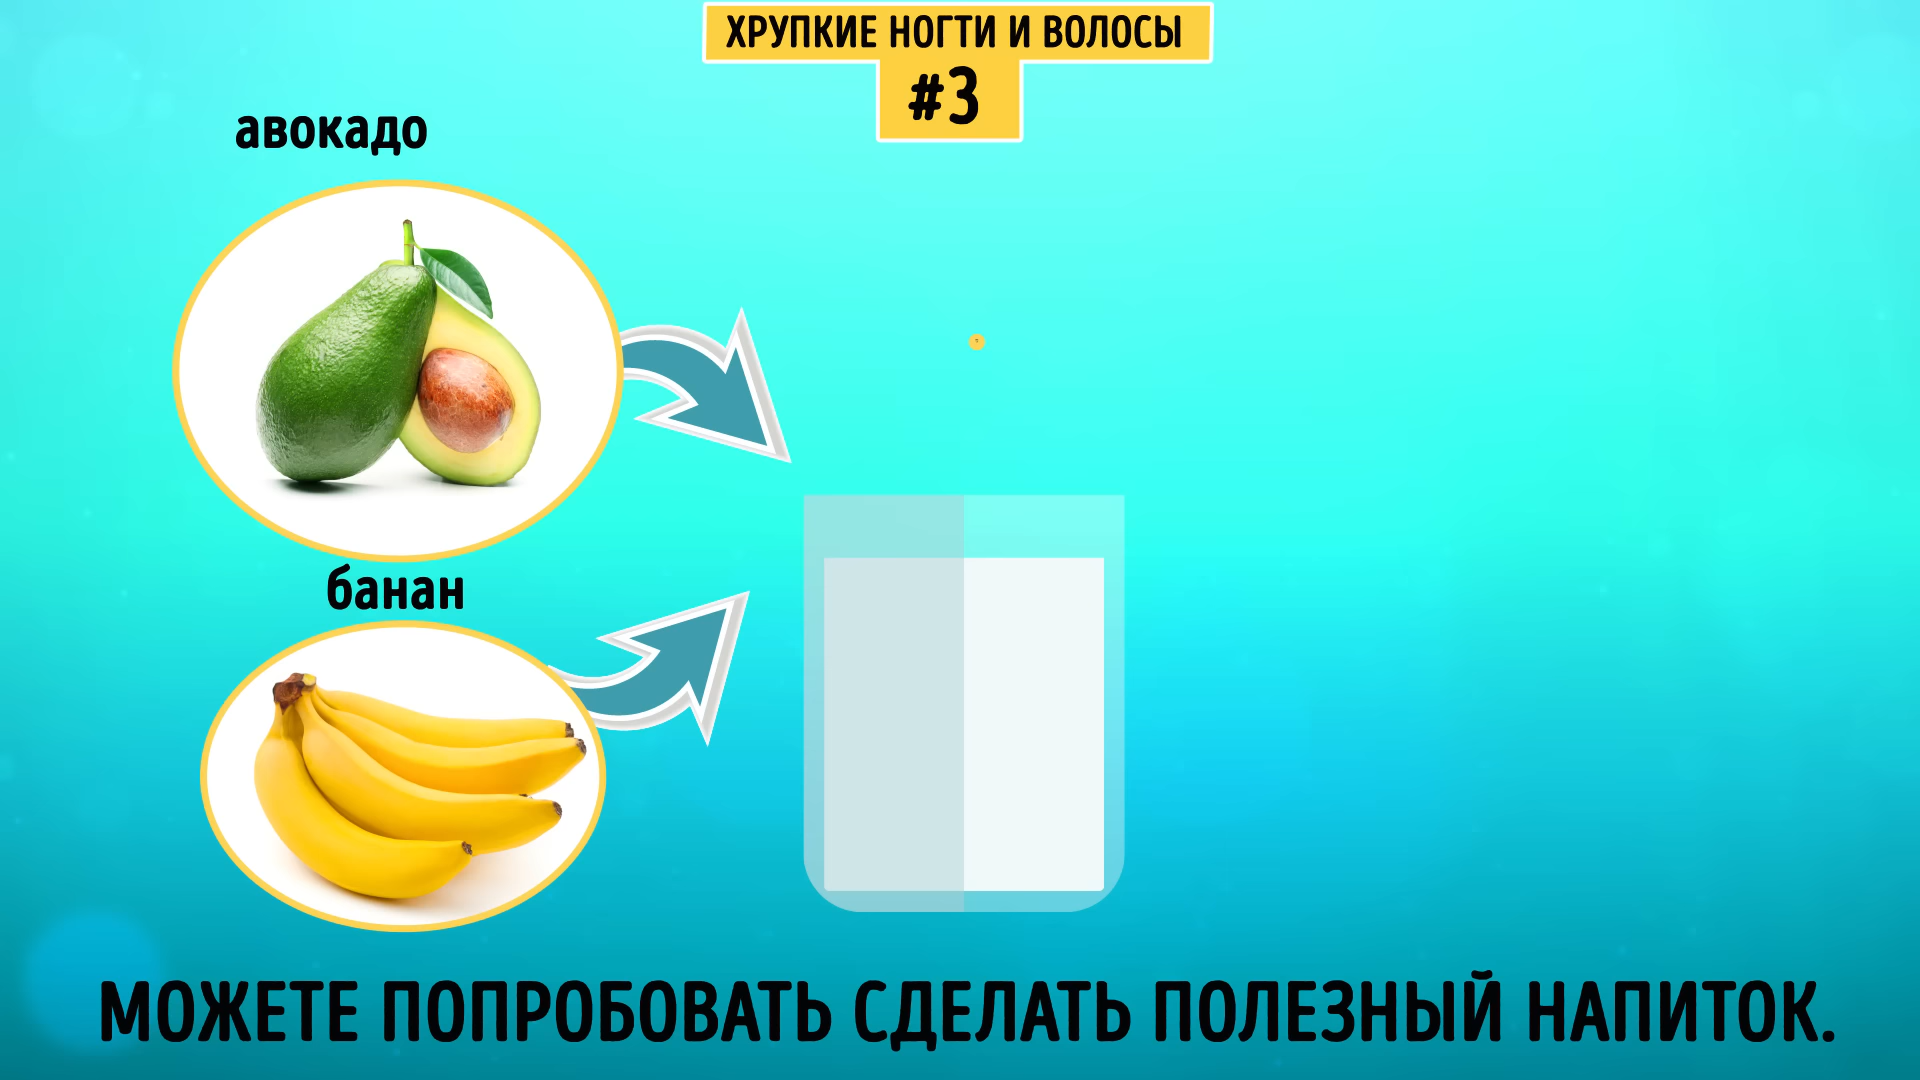 ХРУПКИЕ НОГТИ И ВОЛОСЫ
#3
авокадо
банан
МОЖЕТЕ ПОПРОБОВАТЬ СДЕЛАТЬ ПОЛЕЗНЫЙ НАПИТОК.